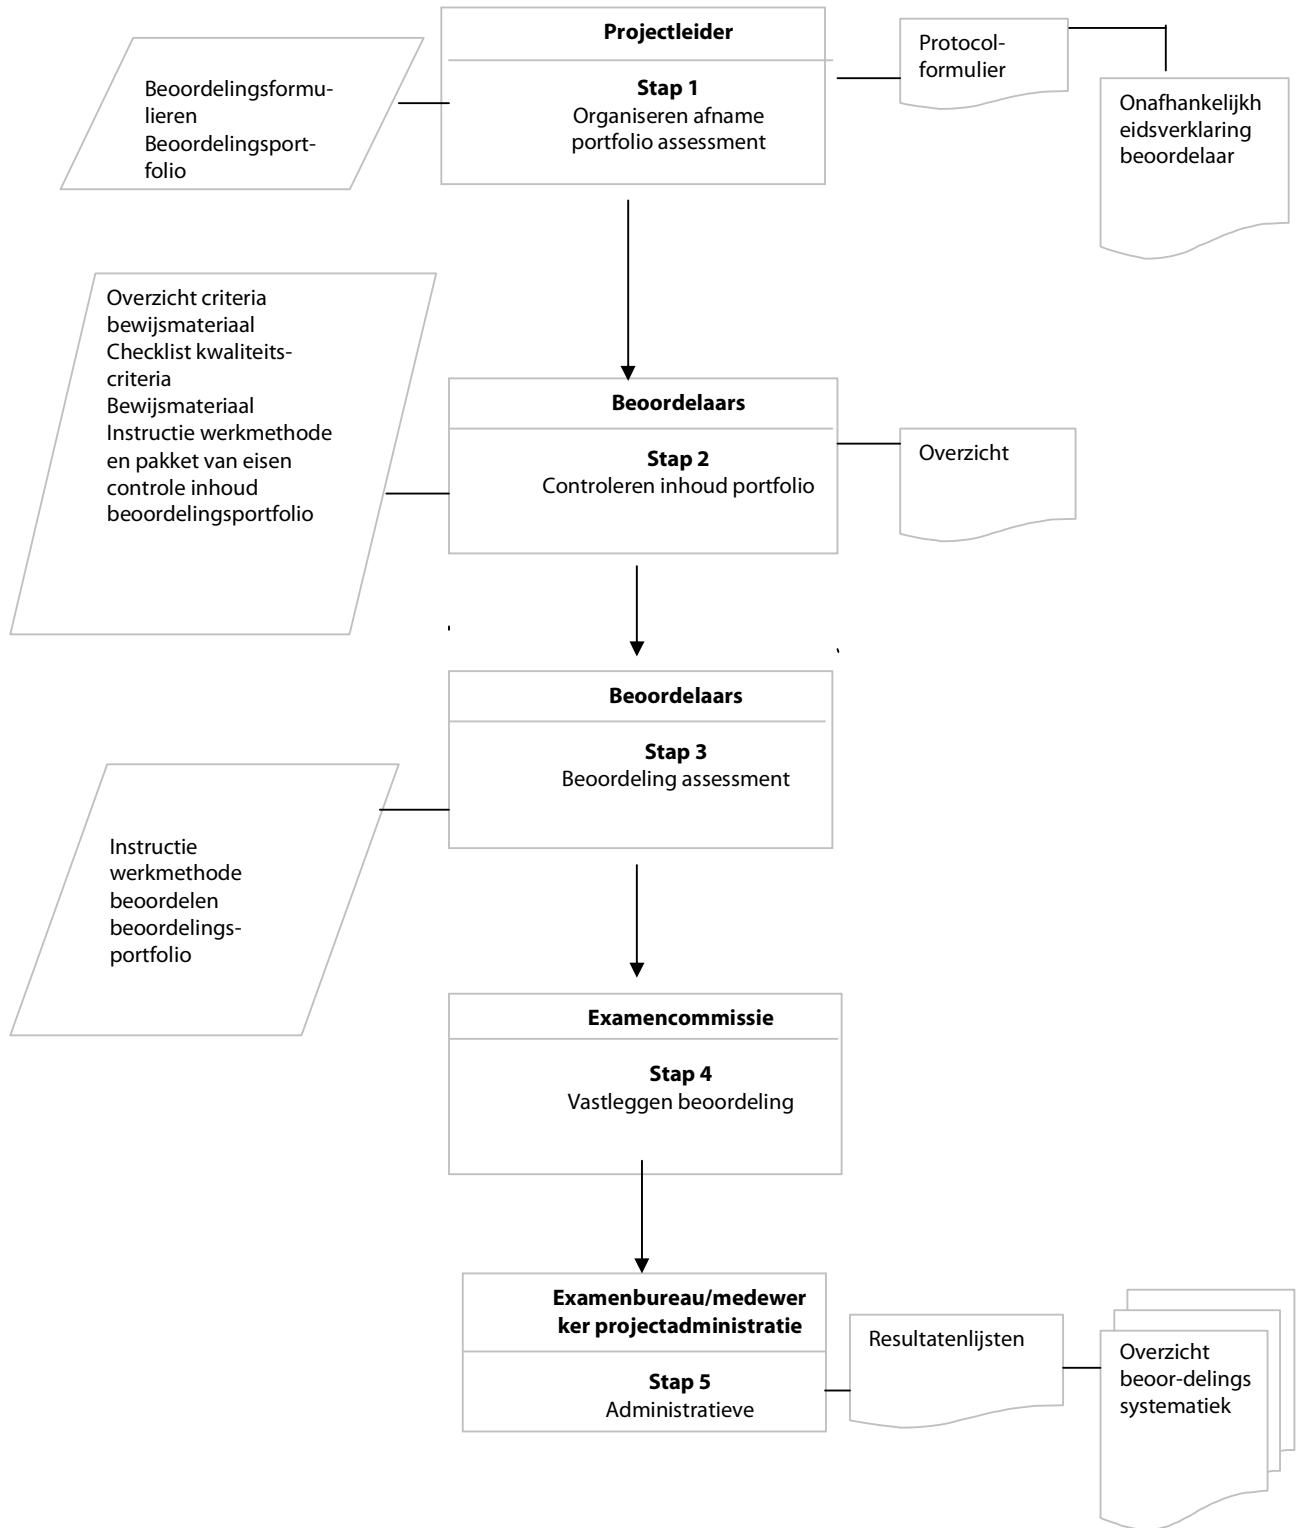 Projectleider
Stap 1
Organiseren afname
portfolio assessment
Beoordelingsformu-
lieren
Beoordelingsport-
folio
Protocol-
formulier
Onafhankelijkh
eidsverklaring
beoordelaar
Overzicht criteria
bewijsmateriaal
Checklist kwaliteits-
criteria
Bewijsmateriaal
Instructie werkmethode
en pakket van eisen
controle inhoud
beoordelingsportfolio
Beoordelaars
Stap 2
Controleren inhoud portfolio
Overzicht
Beoordelaars
Stap 3
Beoordeling assessment
Instructie
werkmethode
beoordelen
beoordelings-
portfolio
Examencommissie
Stap 4
Vastleggen beoordeling
Examenbureau/medewer
ker projectadministratie
Stap 5
Administratieve
Resultatenlijsten
Overzicht
beoor-delings
systematiek